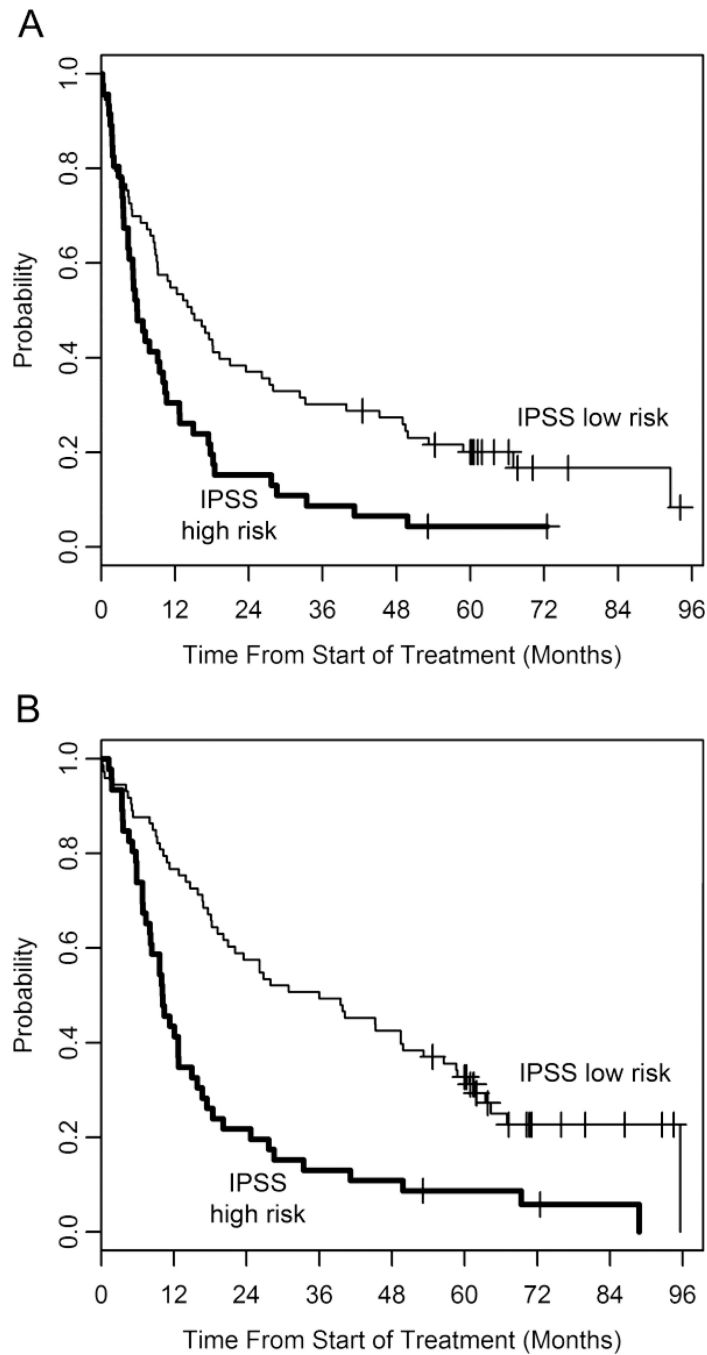 A
Probability
1.0
0.8
0.6
0.4
0.2
0.0
IPSS low risk
IPSS
high risk
0 12 24 36 48 60 72 84 96
Time From Start of Treatment (Months)
B
Probability
1.0
0.8
0.6
0.4
0.2
0.0
IPSS low risk
IPSS
high risk
0 12 24 36 48 60 72 84 96
Time From Start of Treatment (Months)